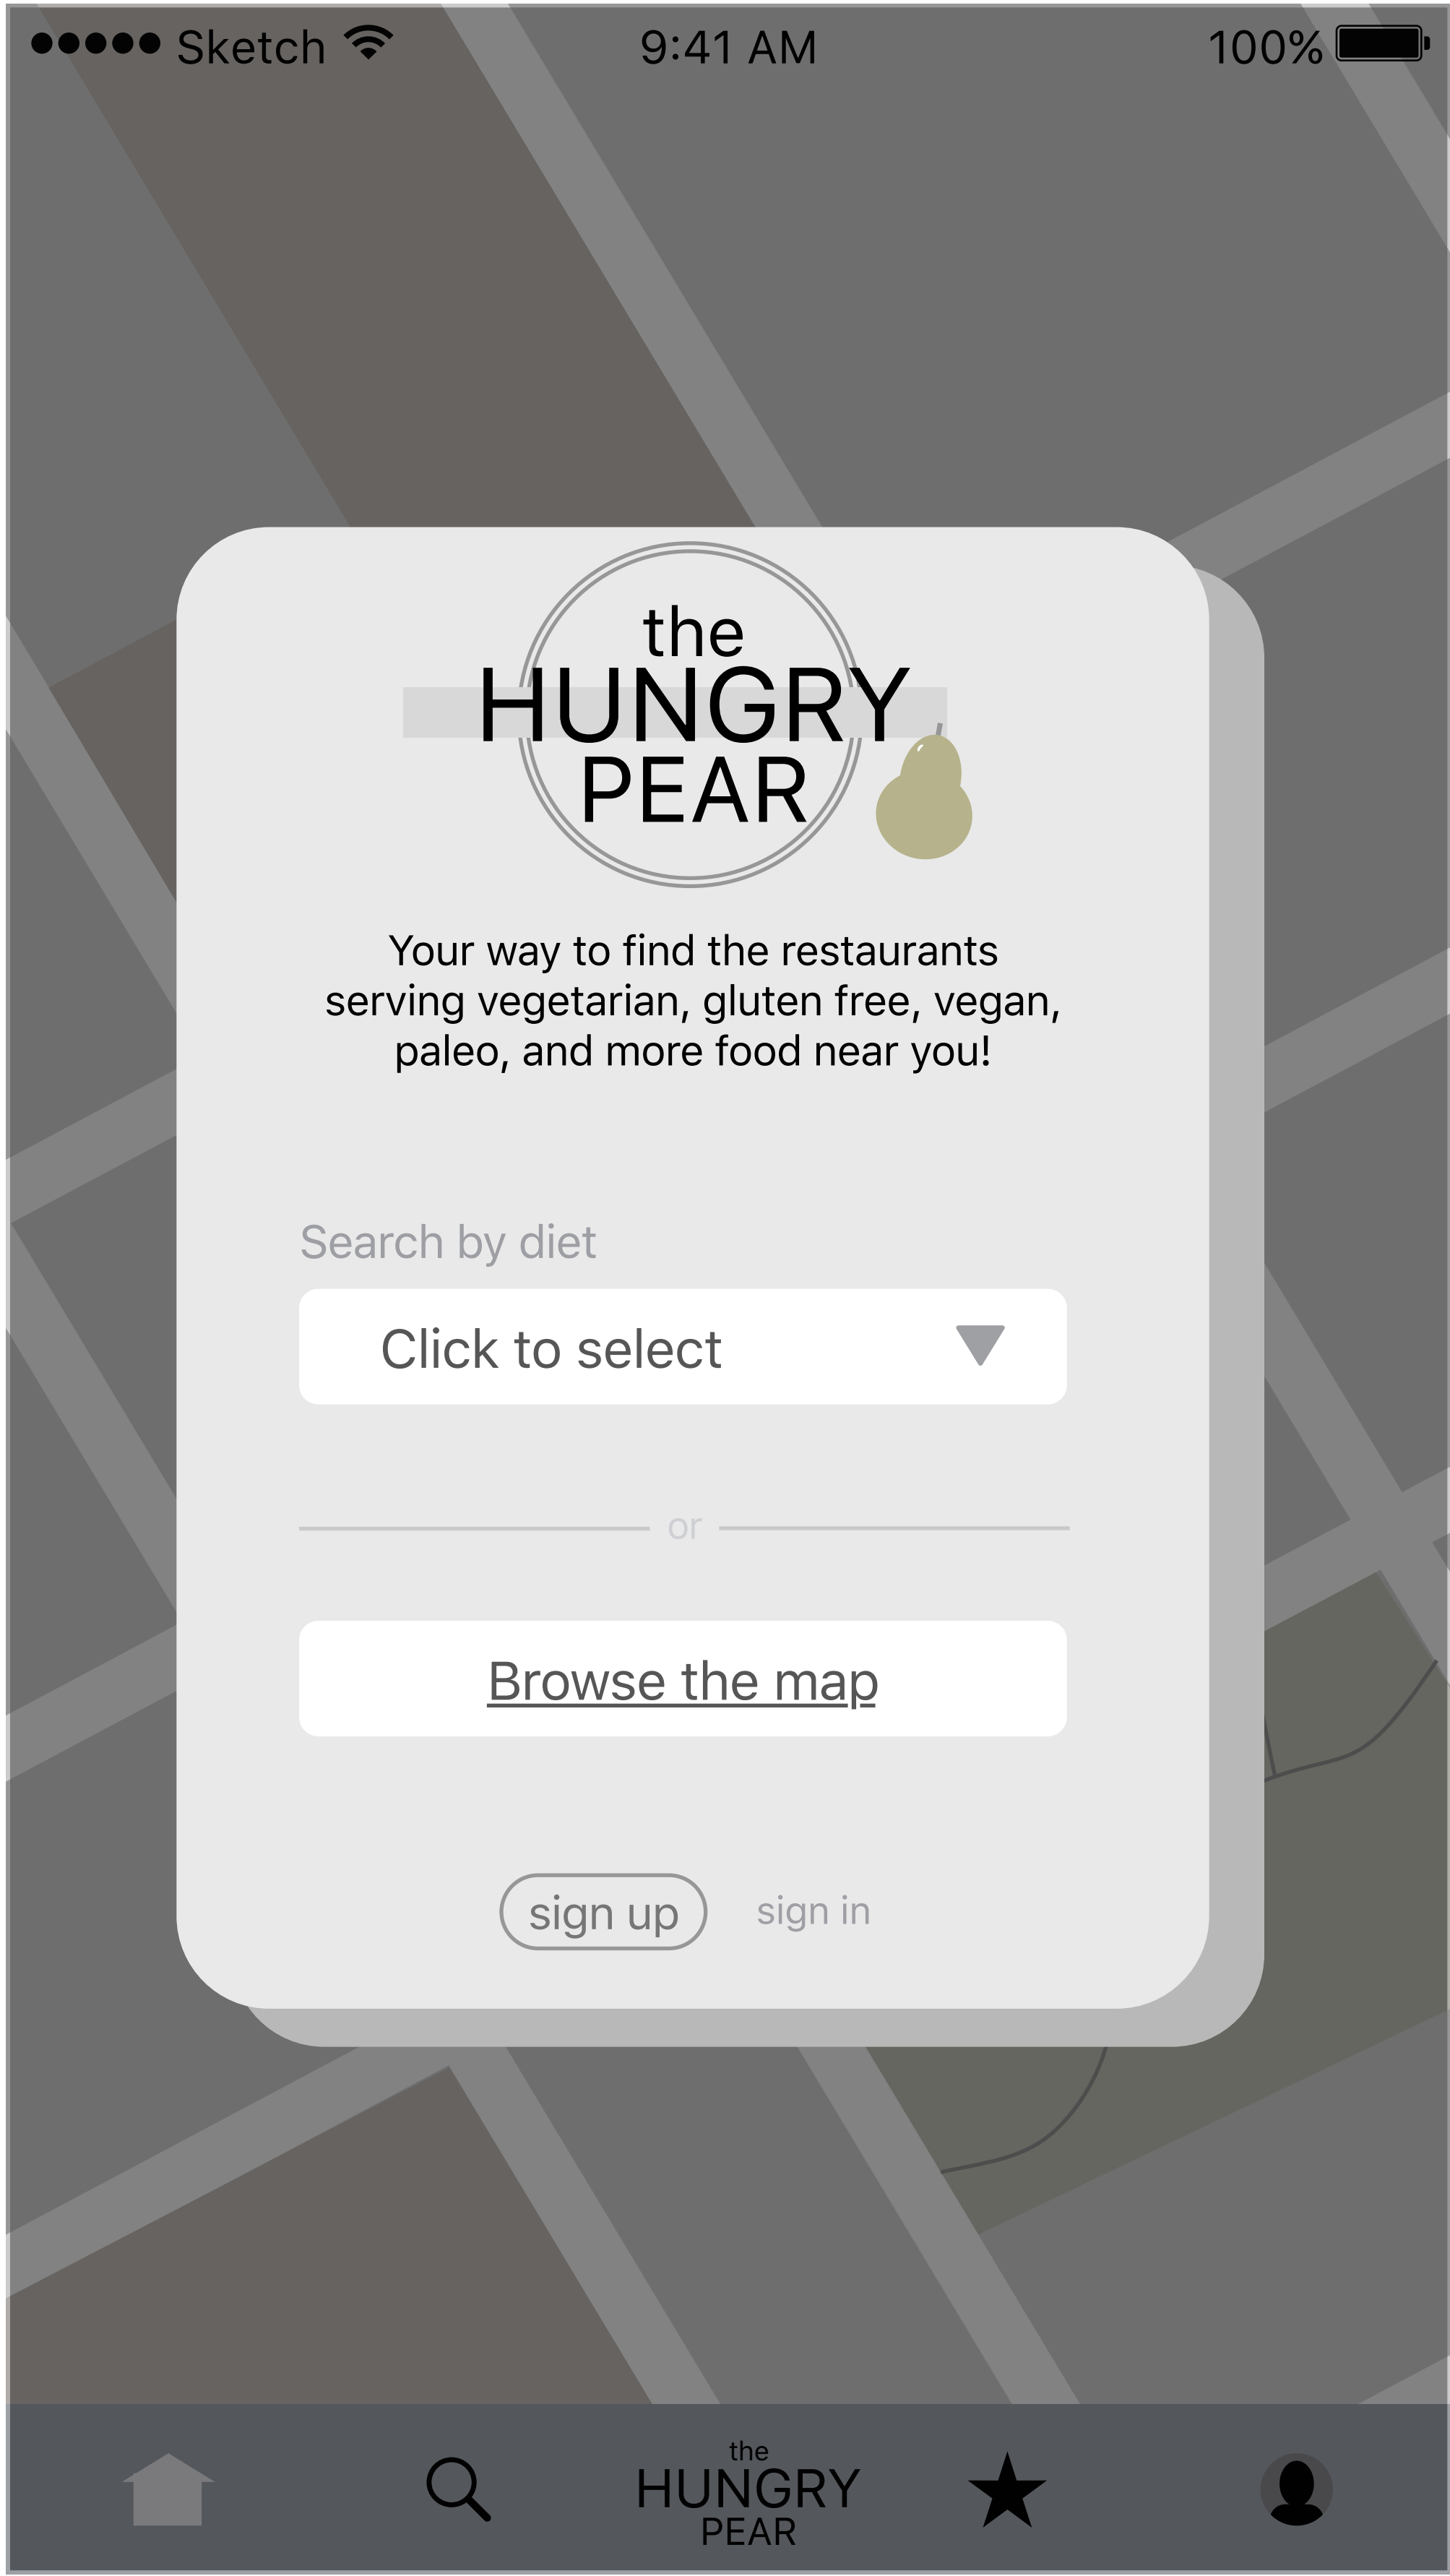 Sketch 9:41 AM 100%
the
HUNGRY
PEAR
Your way to find the restaurants
serving vegetarian, gluten free, vegan,
paleo, and more food near you!
Search by diet
Click to select
or
Browse the map
sign up sign in
the
HUNGRY
PEAR